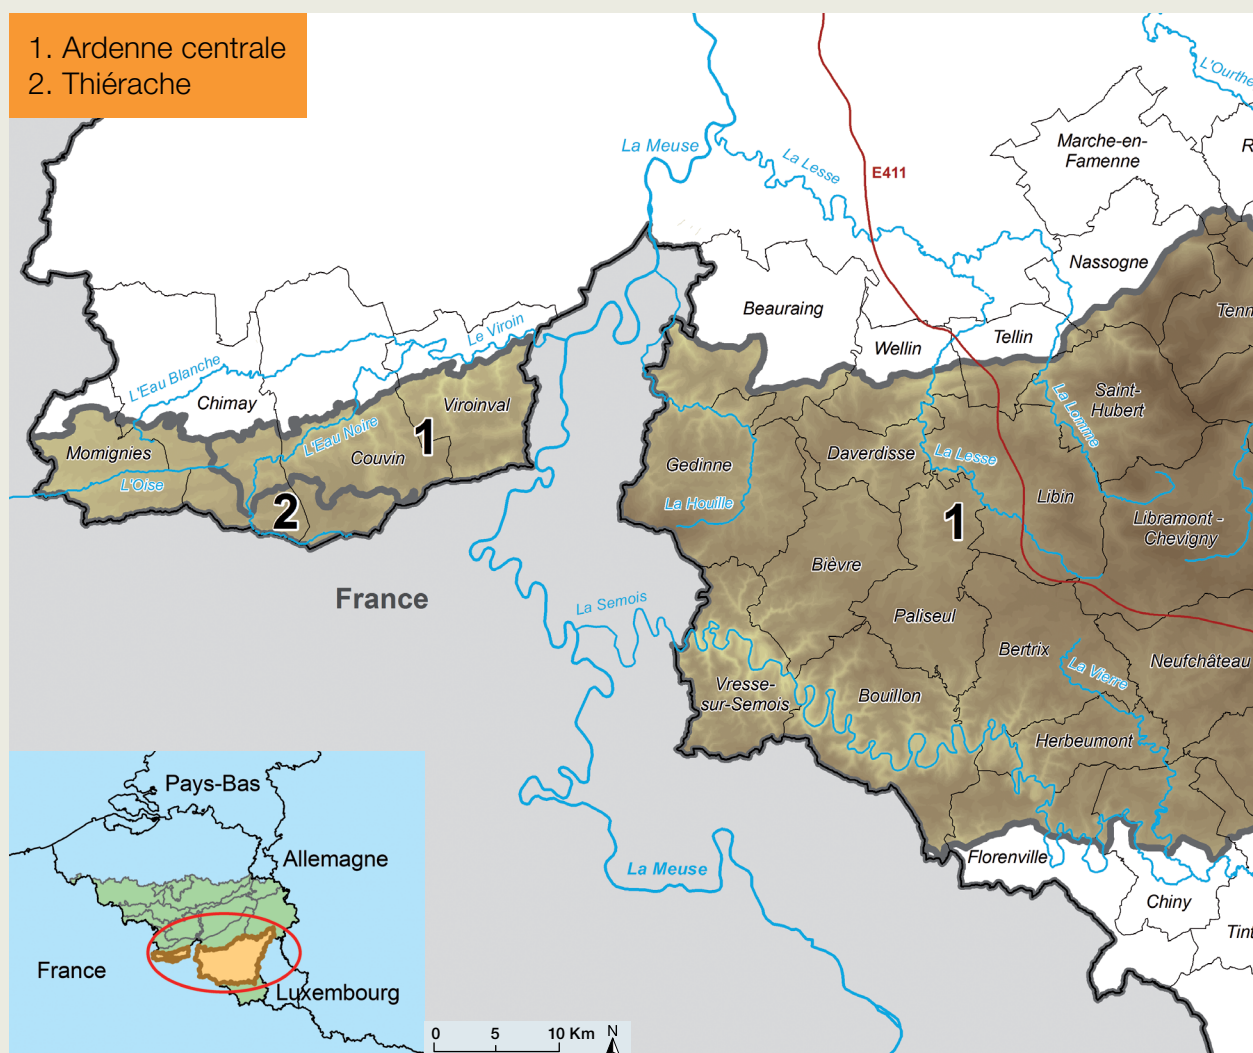 1. Ardenne centrale
2. Thiérache
L'Ourthe
Marche-en-
Famenne
La Meuse
La Lesse
E411
Nassogne
Beauraing
Tenn
Le Viroin
Wellin
Tellin
L'Eau Blanche
Chimay
Viroinval
Saint-
Hubert
La Lomme
L'Eau Noire
1
Momignies
Couvin
Daverdisse
La Lesse
Gedinne
L'Oise
2
La Houille
Libin
1
Libramont -
Chevigny
Bièvre
France
La Semois
Paliseul
Bertrix
Neufchâteau
La Vierre
Vresse-
sur-Semois
Bouillon
Herbeumont
Pays-Bas
Allemagne
Florenville
La Meuse
Chiny
Tint
France
Luxembourg
0 5 10 Km N